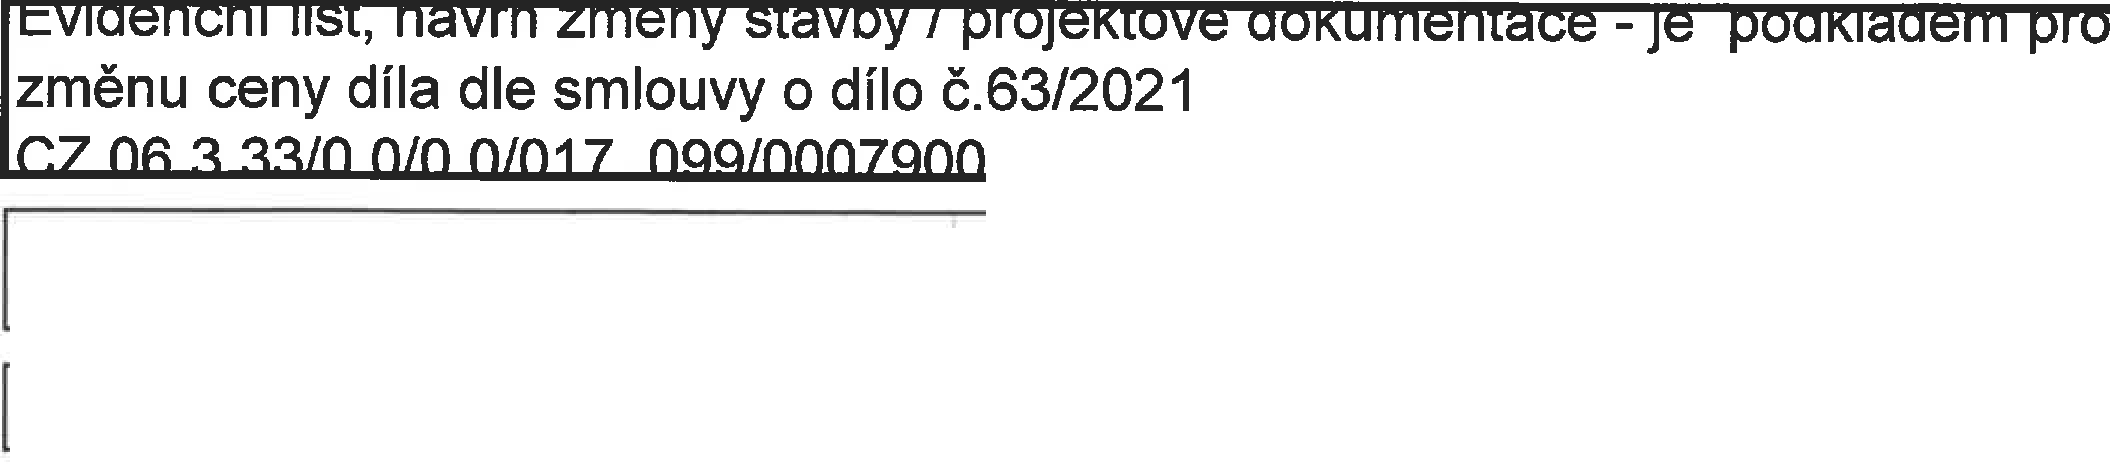 Evidenční list, návrh změny stavby / projektové dokumentace - je podkladem pro
změnu ceny díla dle smlouvy o dílo č.63/2021
CZ.06.3.33/0.0/0.0/017_099/0007900